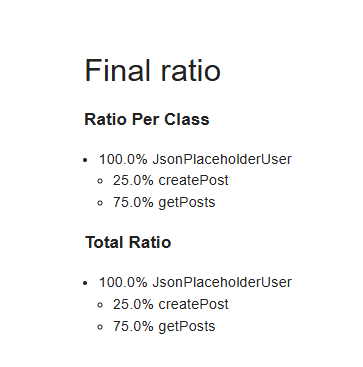 Final ratio
Ratio Per Class
100.0% JsonPlaceholderUser
25.0% createPost
75.0% getPosts
Total Ratio
100.0% JsonPlaceholderUser
25.0% createPost
75.0% getPosts